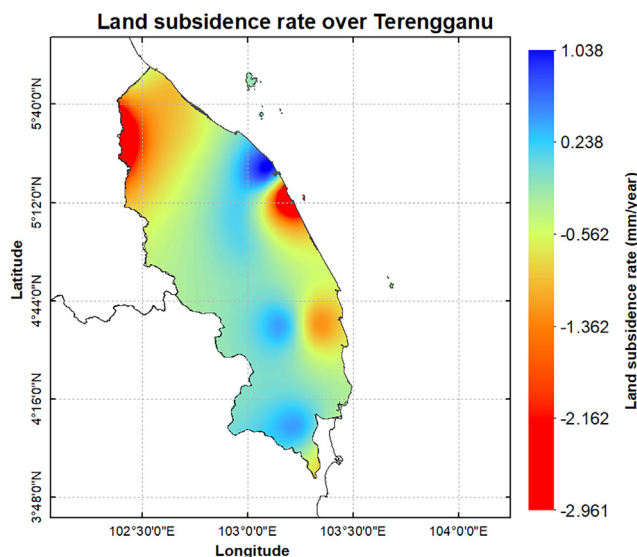 Land subsidence rate over Terengganu
5°40'0"N
5°12'0"N
4°44'0"N
4°16'0"N
3°48'0"N
Latitude
102°30'0"E
103°0'0"E
103°30'0"E
104°0'0"E
Longitude
1.038
0.238
-0.562
-1.362
-2.162
-2.961
Land subsidence rate (mm/year)